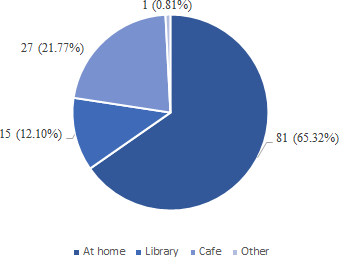 1 (0.81%)
27 (21.77%)
15 (12.10%)
81 (65.32%)
At home Library Cafe Other